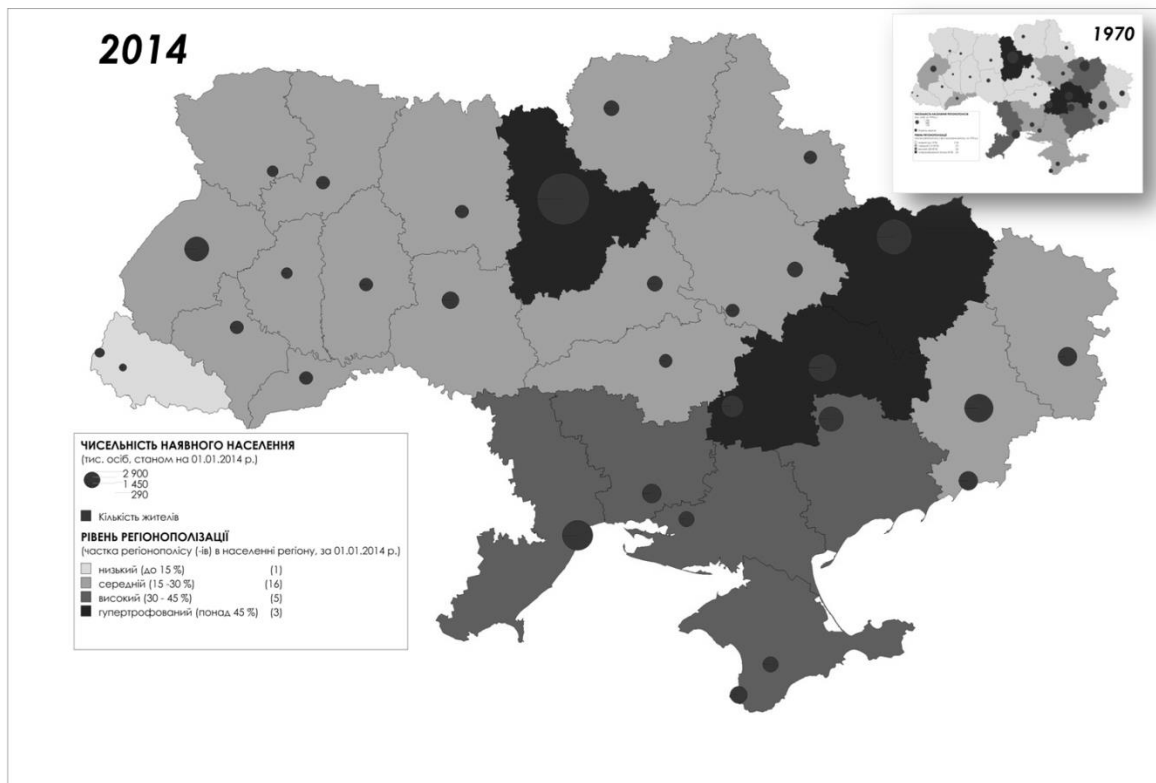 2014
1970
ЧИСЕЛЬНІСТЬ НАЯВНОГО НАСЕЛЕННЯ
(тис. осіб, станом на 01.01.2014 р.)
2 900
1 450
290
Кількість жителів
РІВЕНЬ РЕГІОНОПОЛІЗАЦІЇ
(частка регіонополісу (-ів) в населенні регіону, за 01.01.2014 р.)
низький (до 15 %) (1)
середній (15 -30 %) (16)
високий (30 - 45 %) (5)
гупертрофований (понад 45 %) (3)